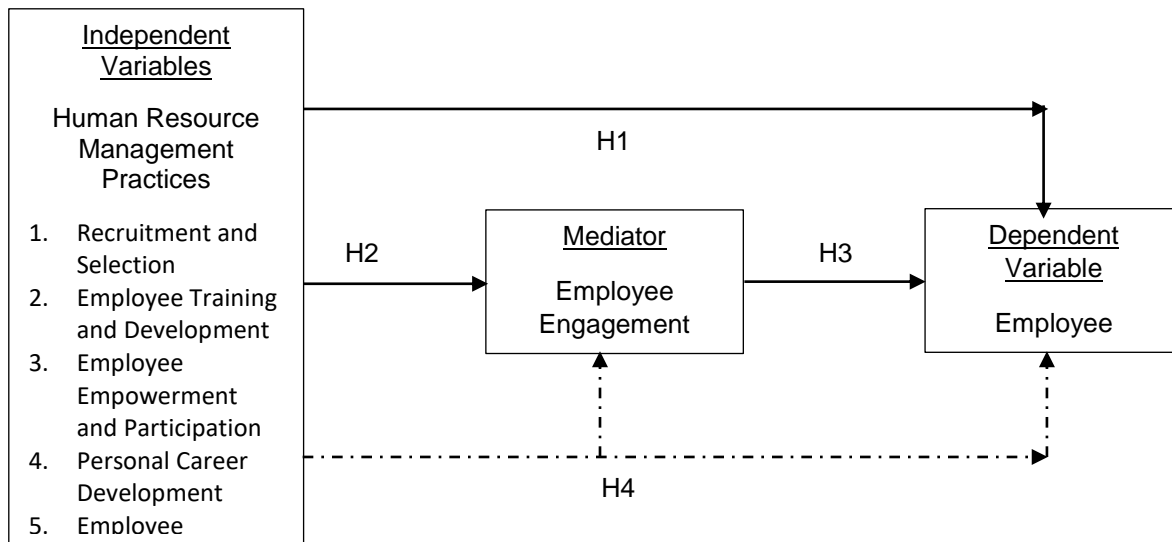 Independent
Variables
Human Resource
Management
Practices
1. Recruitment and
Selection
2. Employee Training
and Development
3. Employee
Empowerment
and Participation
4. Personal Career
Development
5. Employee
H1
H2
Mediator
Employee
Engagement
H3
Dependent
Variable
Employee
H4